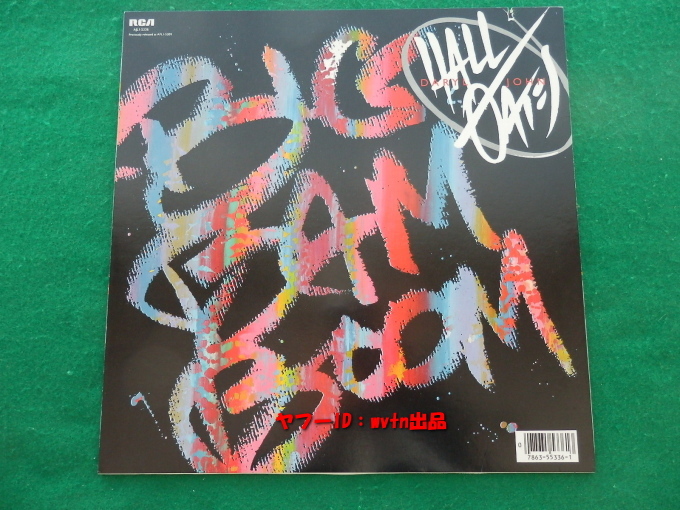 RCA
HALL
DARYL JOHN
OATES
BIG
BAM
BOOM
ヤフーID：mvtn出品
0
7863-55336-1